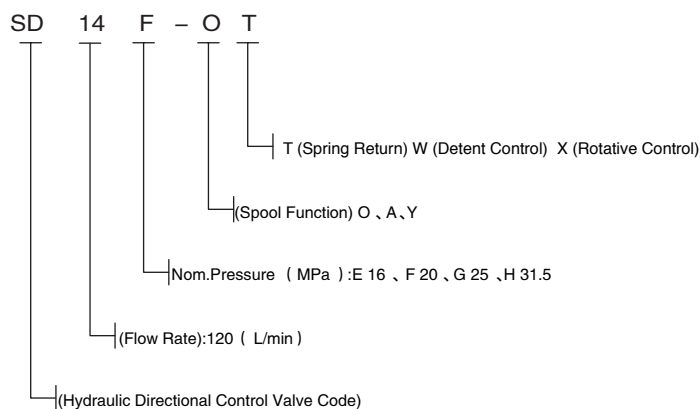 SD 14 F – O T
T (Spring Return) W (Detent Control) X (Rotative Control)
(Spool Function) O 、A、Y
Nom.Pressure ( MPa ):E 16 、F 20 、G 25 、H 31.5
(Flow Rate):120 ( L/min )
(Hydraulic Directional Control Valve Code)